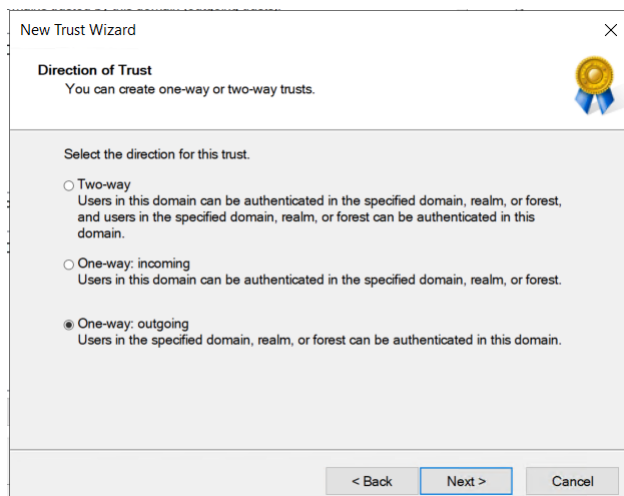 New Trust Wizard
Direction of Trust
You can create one-way or two-way trusts.
Select the direction for this trust.
Two-way
Users in this domain can be authenticated in the specified domain, realm, or forest,
and users in the specified domain, realm, or forest can be authenticated in this
domain.
One-way: incoming
Users in this domain can be authenticated in the specified domain, realm, or forest.
One-way: outgoing
Users in the specified domain, realm, or forest can be authenticated in this domain.
< Back Next > Cancel